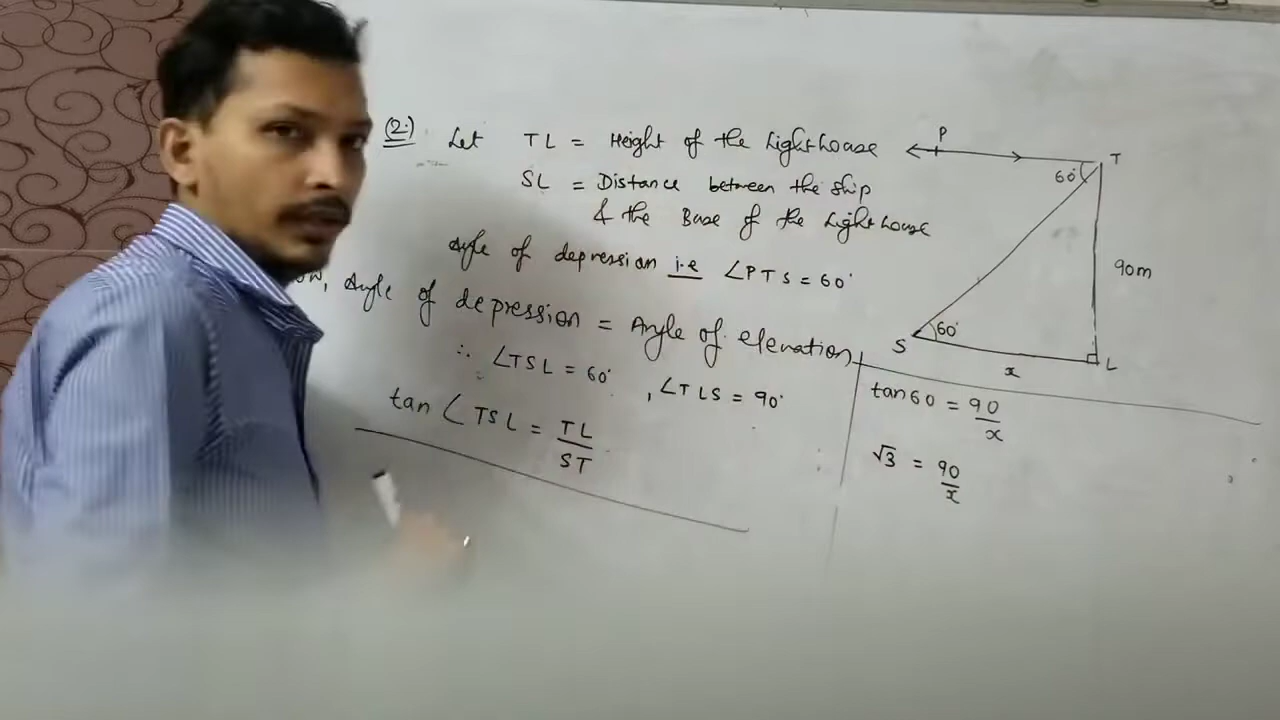 (2.) Let TL = Height of the Lighthouse
SL = Distance between the ship
& the Base of the Lighthouse
Angle of depression i.e ∠PTS = 60°
Angle of depression = Angle of elevation
∴ ∠TSL = 60° , ∠TLS = 90°
tan ∠TSL = TL/ST
P
T
60°
90m
S
60°
x
L
tan 60 = 90/x
√3 = 90/x